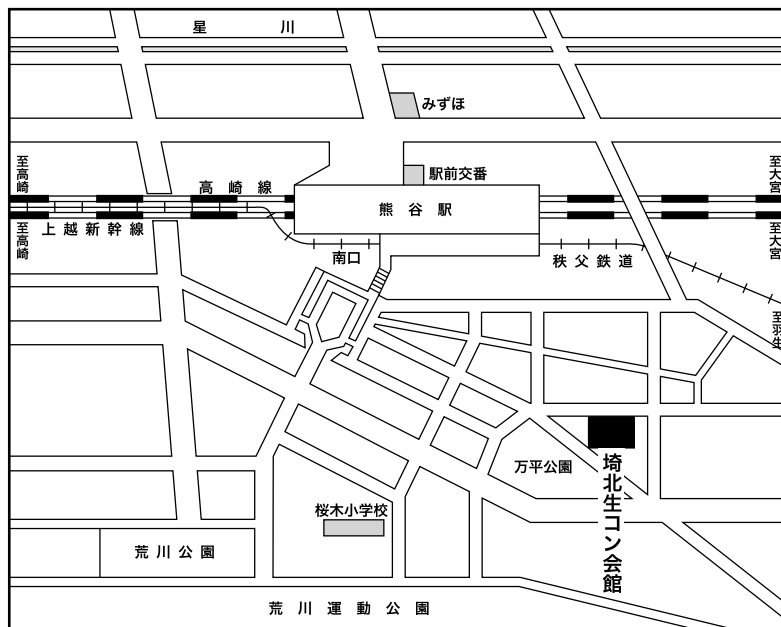 星川
みずほ
駅前交番
至高崎
至大宮
高崎線
熊谷駅
上越新幹線
至高崎
至大宮
南口
秩父鉄道
至羽生
万平公園
埼北生コン会館
桜木小学校
荒川公園
荒川運動公園